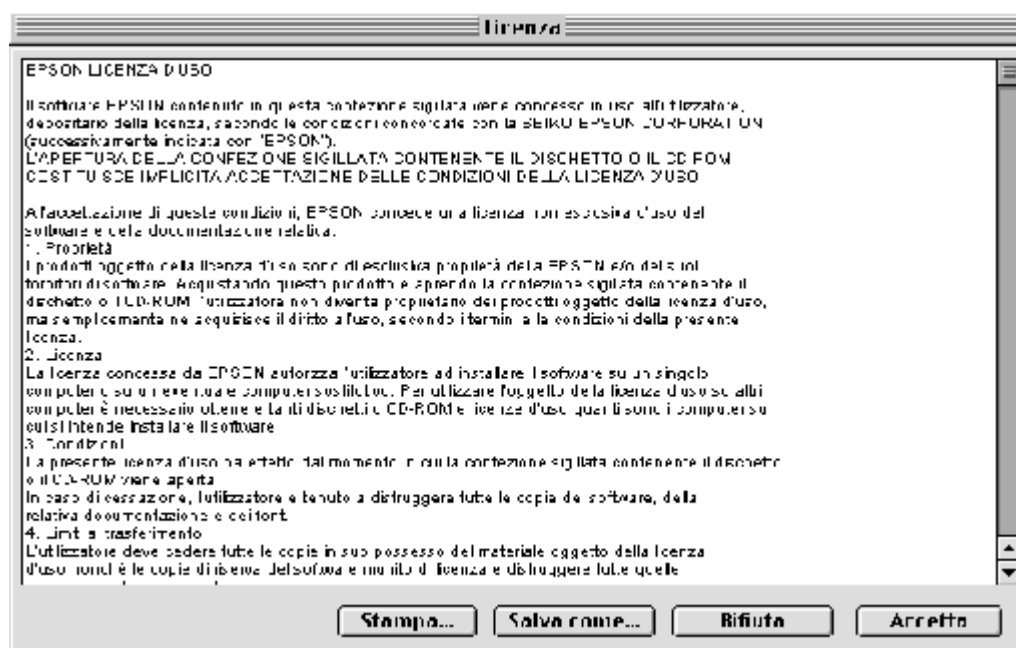 Licenza
EPSON LICENZA D'USO
Il software EPSON contenuto in questa confezione sigillata viene concesso in uso all'utilizzatore,
depositario della licenza, secondo le condizioni concordate con la SEIKO EPSON CORPORATION
(successivamente indicata con "EPSON").
L'APERTURA DELLA CONFEZIONE SIGILLATA CONTENENTE IL DISCHETTO O IL CD ROM
COSTITUISCE IMPLICITA ACCETTAZIONE DELLE CONDIZIONI DELLA LICENZA D'USO
All'accettazione di queste condizioni, EPSON concede una licenza non esclusiva d'uso del
software e della documentazione relativa.
1. Proprietà
I prodotti oggetto della licenza d'uso sono di esclusiva proprietà della EPSON e/o dei suoi
fornitori di software. Acquistando questo prodotto e aprendo la confezione sigillata contenente il
dischetto o il CD-ROM l'utilizzatore non diventa proprietario dei prodotti oggetto della licenza d'uso,
ma semplicemente ne acquisisce il diritto all'uso, secondo i termini e le condizioni della presente
licenza.
2. Licenza
La licenza concessa da EPSON autorizza l'utilizzatore ad installare il software su un singolo
computer o su un eventuale computer sostitutivo. Per utilizzare l'oggetto della licenza d'uso su altri
computer è necessario ottenere tanti dischetti o CD-ROM e licenze d'uso quanti sono i computer su
cui si intende installare il software
3. Condizioni
La presente licenza d'uso ha effetto dal momento in cui la confezione sigillata contenente il dischetto
o il CD-ROM viene aperta
In caso di cessazione, l'utilizzatore è tenuto a distruggere tutte le copie del software, della
relativa documentazione e dei font.
4. Limiti al trasferimento
L'utilizzatore deve cedere tutte le copie in suo possesso del materiale oggetto della licenza
d'uso nonché le copie di riserva del software munito di licenza e distruggere tutte quelle
Stampa... Salva come... Rifiuta Accetto